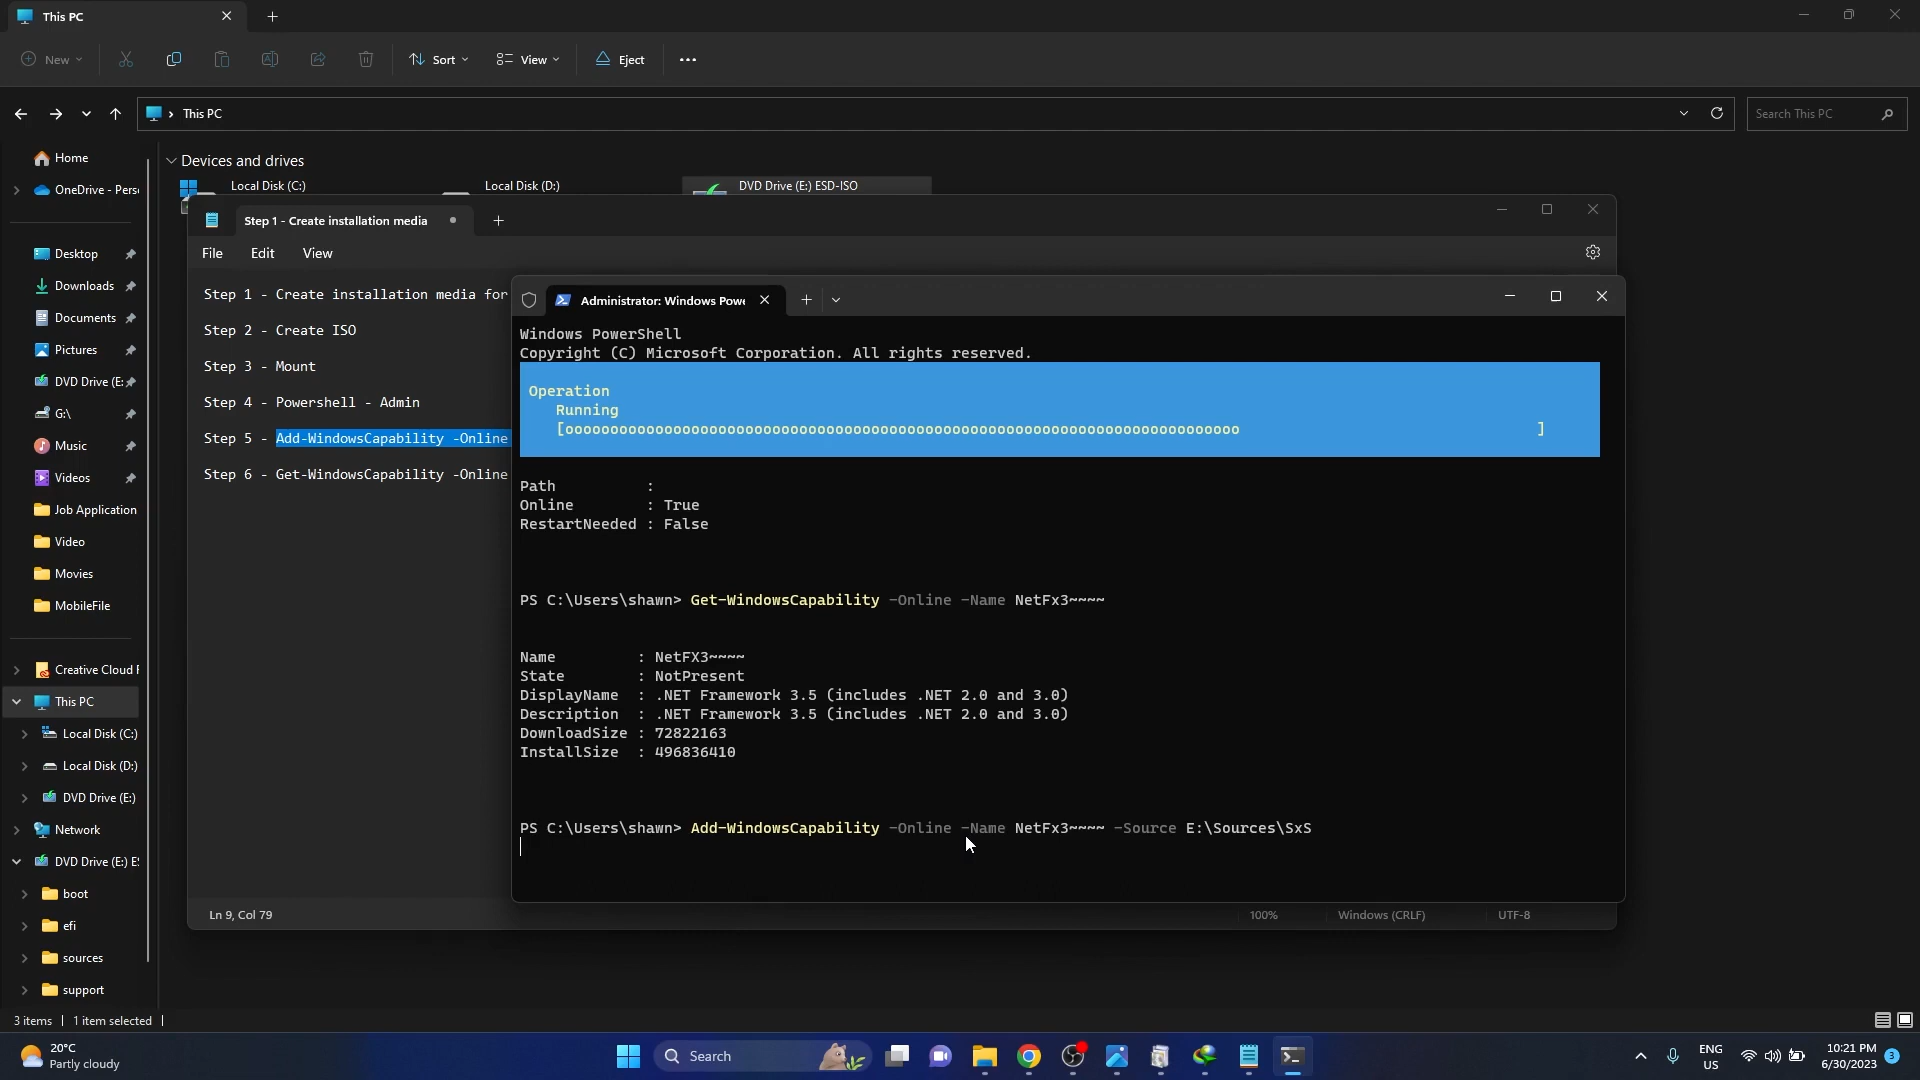 This PC
New
Sort
View
Eject
This PC
Search This PC
Home
OneDrive - Pers
Desktop
Downloads
Documents
Pictures
DVD Drive (E:
G:\
Music
Videos
Job Application
Video
Movies
MobileFile
Creative Cloud F
This PC
Local Disk (C:)
Local Disk (D:)
DVD Drive (E:)
Network
DVD Drive (E:) E
boot
efi
sources
support
3 items
1 item selected
Devices and drives
Local Disk (C:)
Local Disk (D:)
DVD Drive (E:) ESD-ISO
Step 1 - Create installation media
File Edit View
Step 1 - Create installation media for
Step 2 - Create ISO
Step 3 - Mount
Step 4 - Powershell - Admin
Step 5 - Add-WindowsCapability -Online
Step 6 - Get-WindowsCapability -Online
Ln 9, Col 79
100%
Windows (CRLF)
UTF-8
Administrator: Windows Powe
Windows PowerShell
Copyright (C) Microsoft Corporation. All rights reserved.
Operation
Running
[ooooooooooooooooooooooooooooooooooooooooooooooooooooooooooooooooooooooooooo ]
Path :
Online : True
RestartNeeded : False
PS C:\Users\shawn> Get-WindowsCapability -Online -Name NetFx3~~~~
Name : NetFX3~~~~
State : NotPresent
DisplayName : .NET Framework 3.5 (includes .NET 2.0 and 3.0)
Description : .NET Framework 3.5 (includes .NET 2.0 and 3.0)
DownloadSize : 72822163
InstallSize : 496836410
PS C:\Users\shawn> Add-WindowsCapability -Online -Name NetFx3~~~~ -Source E:\Sources\SxS
20°C
Partly cloudy
Search
ENG
US
10:21 PM
6/30/2023
3